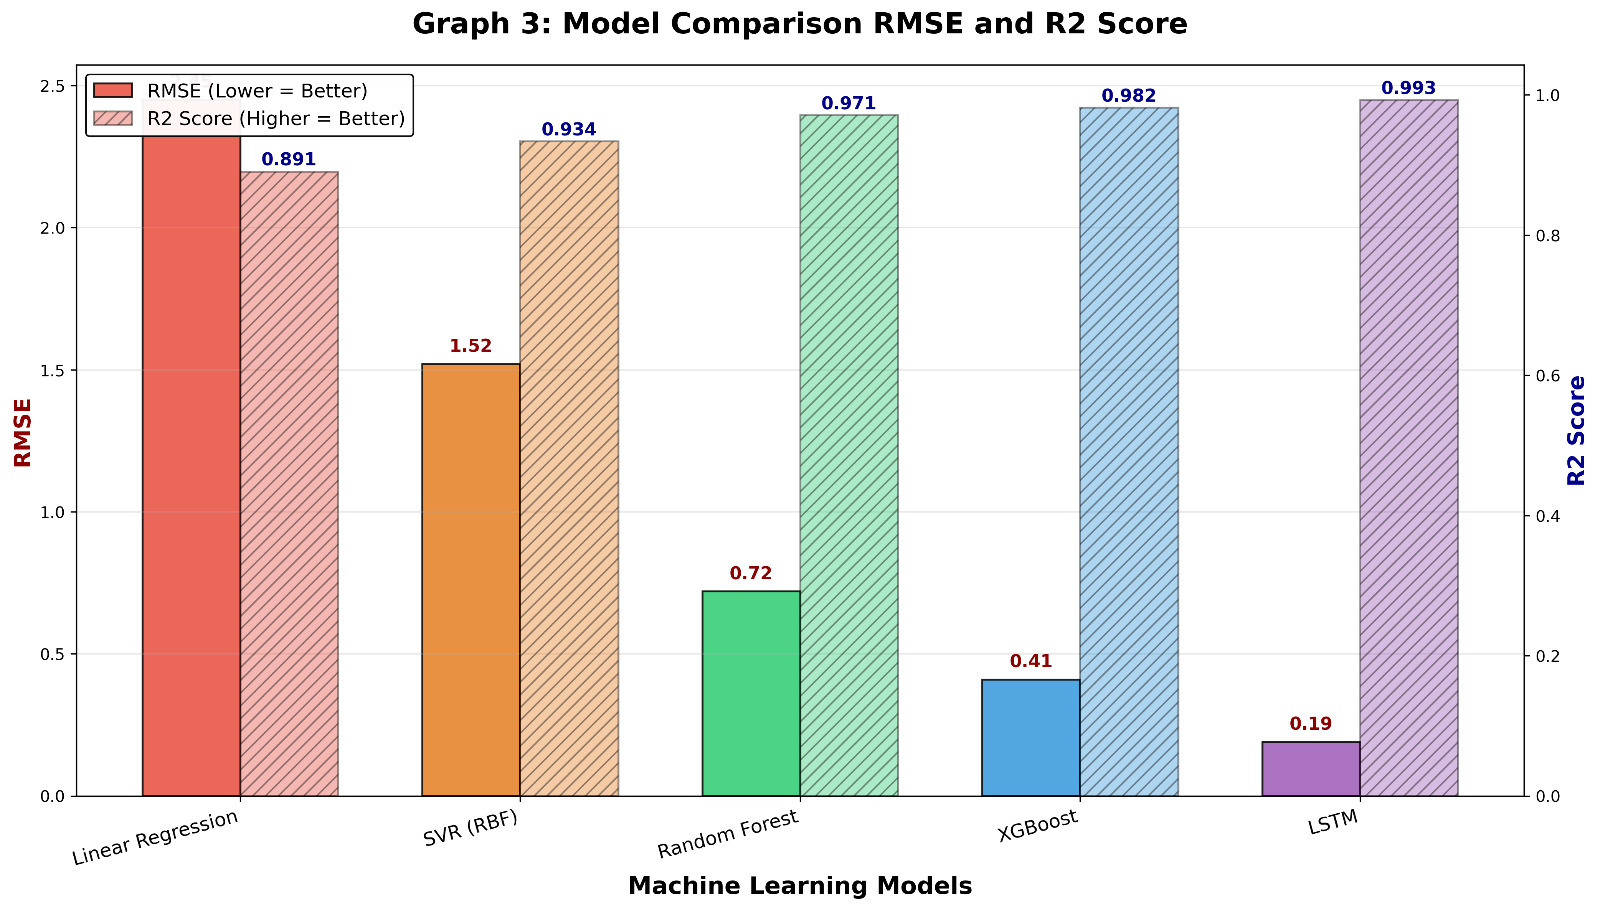 Graph 3: Model Comparison RMSE and R2 Score
RMSE (Lower = Better)
R2 Score (Higher = Better)
2.5
2.0
1.5
1.0
0.5
0.0
RMSE
0.891
1.52
0.934
0.72
0.971
0.41
0.982
0.19
0.993
1.0
0.8
0.6
0.4
0.2
0.0
R2 Score
Linear Regression
SVR (RBF)
Random Forest
XGBoost
LSTM
Machine Learning Models